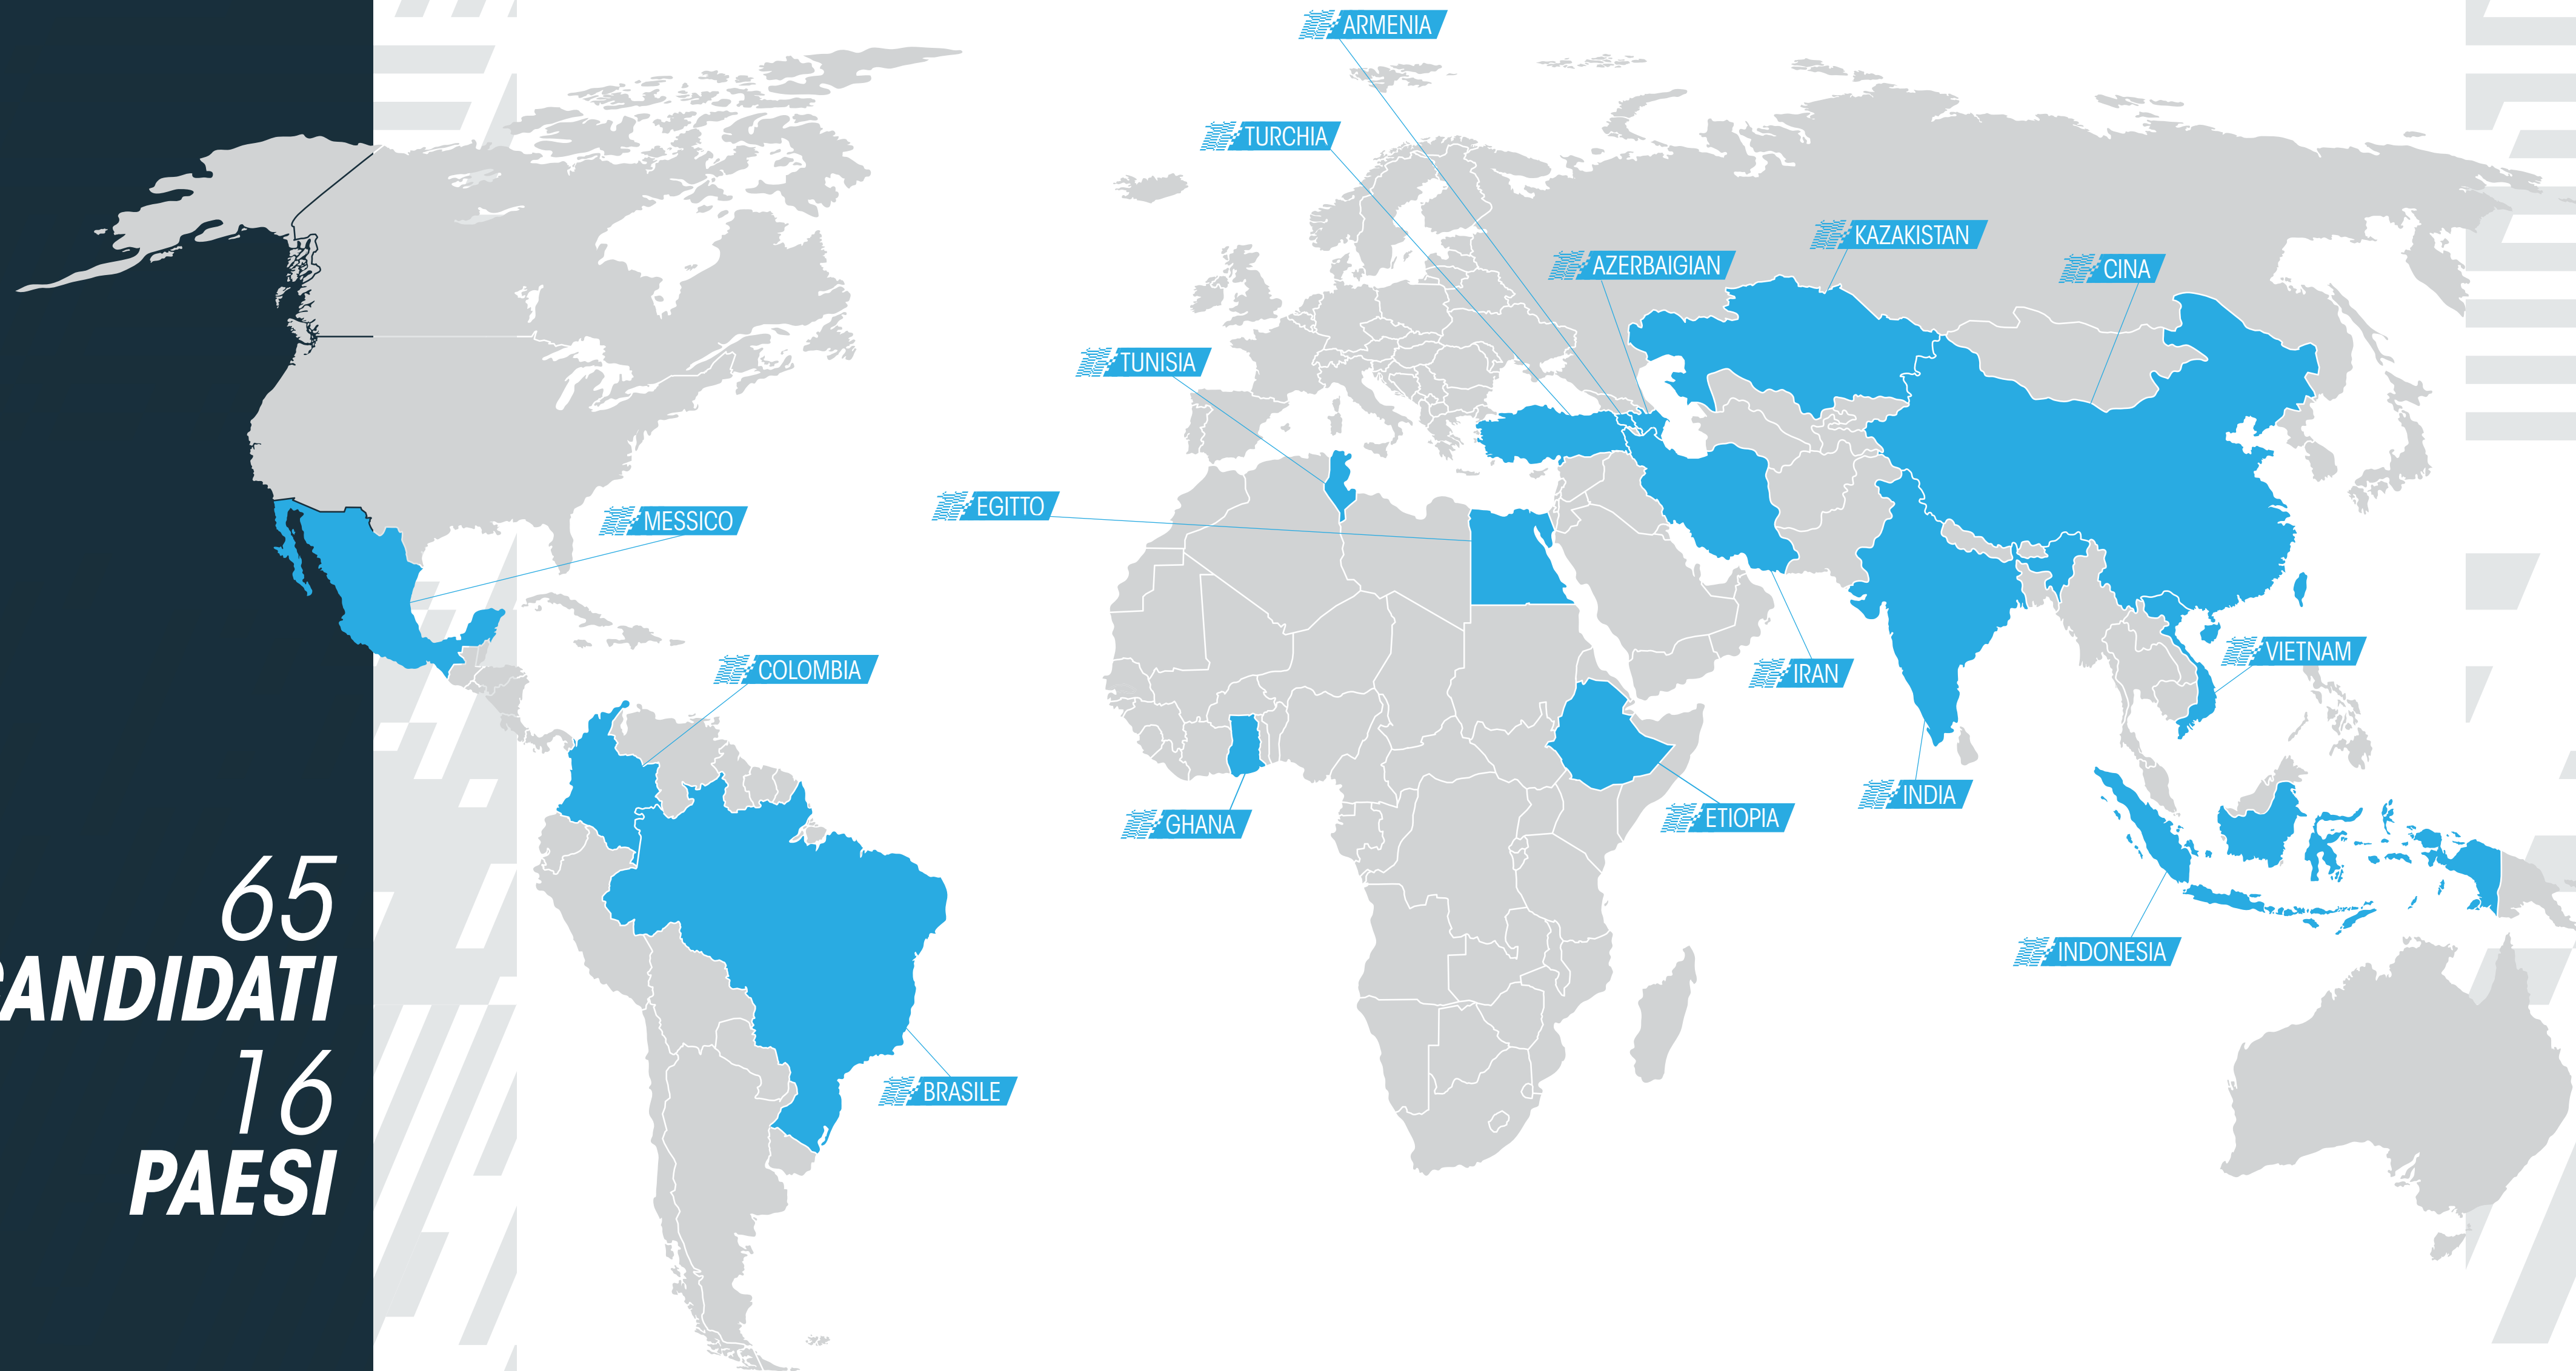 ARMENIA
TURCHIA
KAZAKISTAN
AZERBAIGIAN
CINA
TUNISIA
EGITTO
MESSICO
VIETNAM
COLOMBIA
IRAN
INDIA
ETIOPIA
GHANA
INDONESIA
BRASILE
65
CANDIDATI
16
PAESI